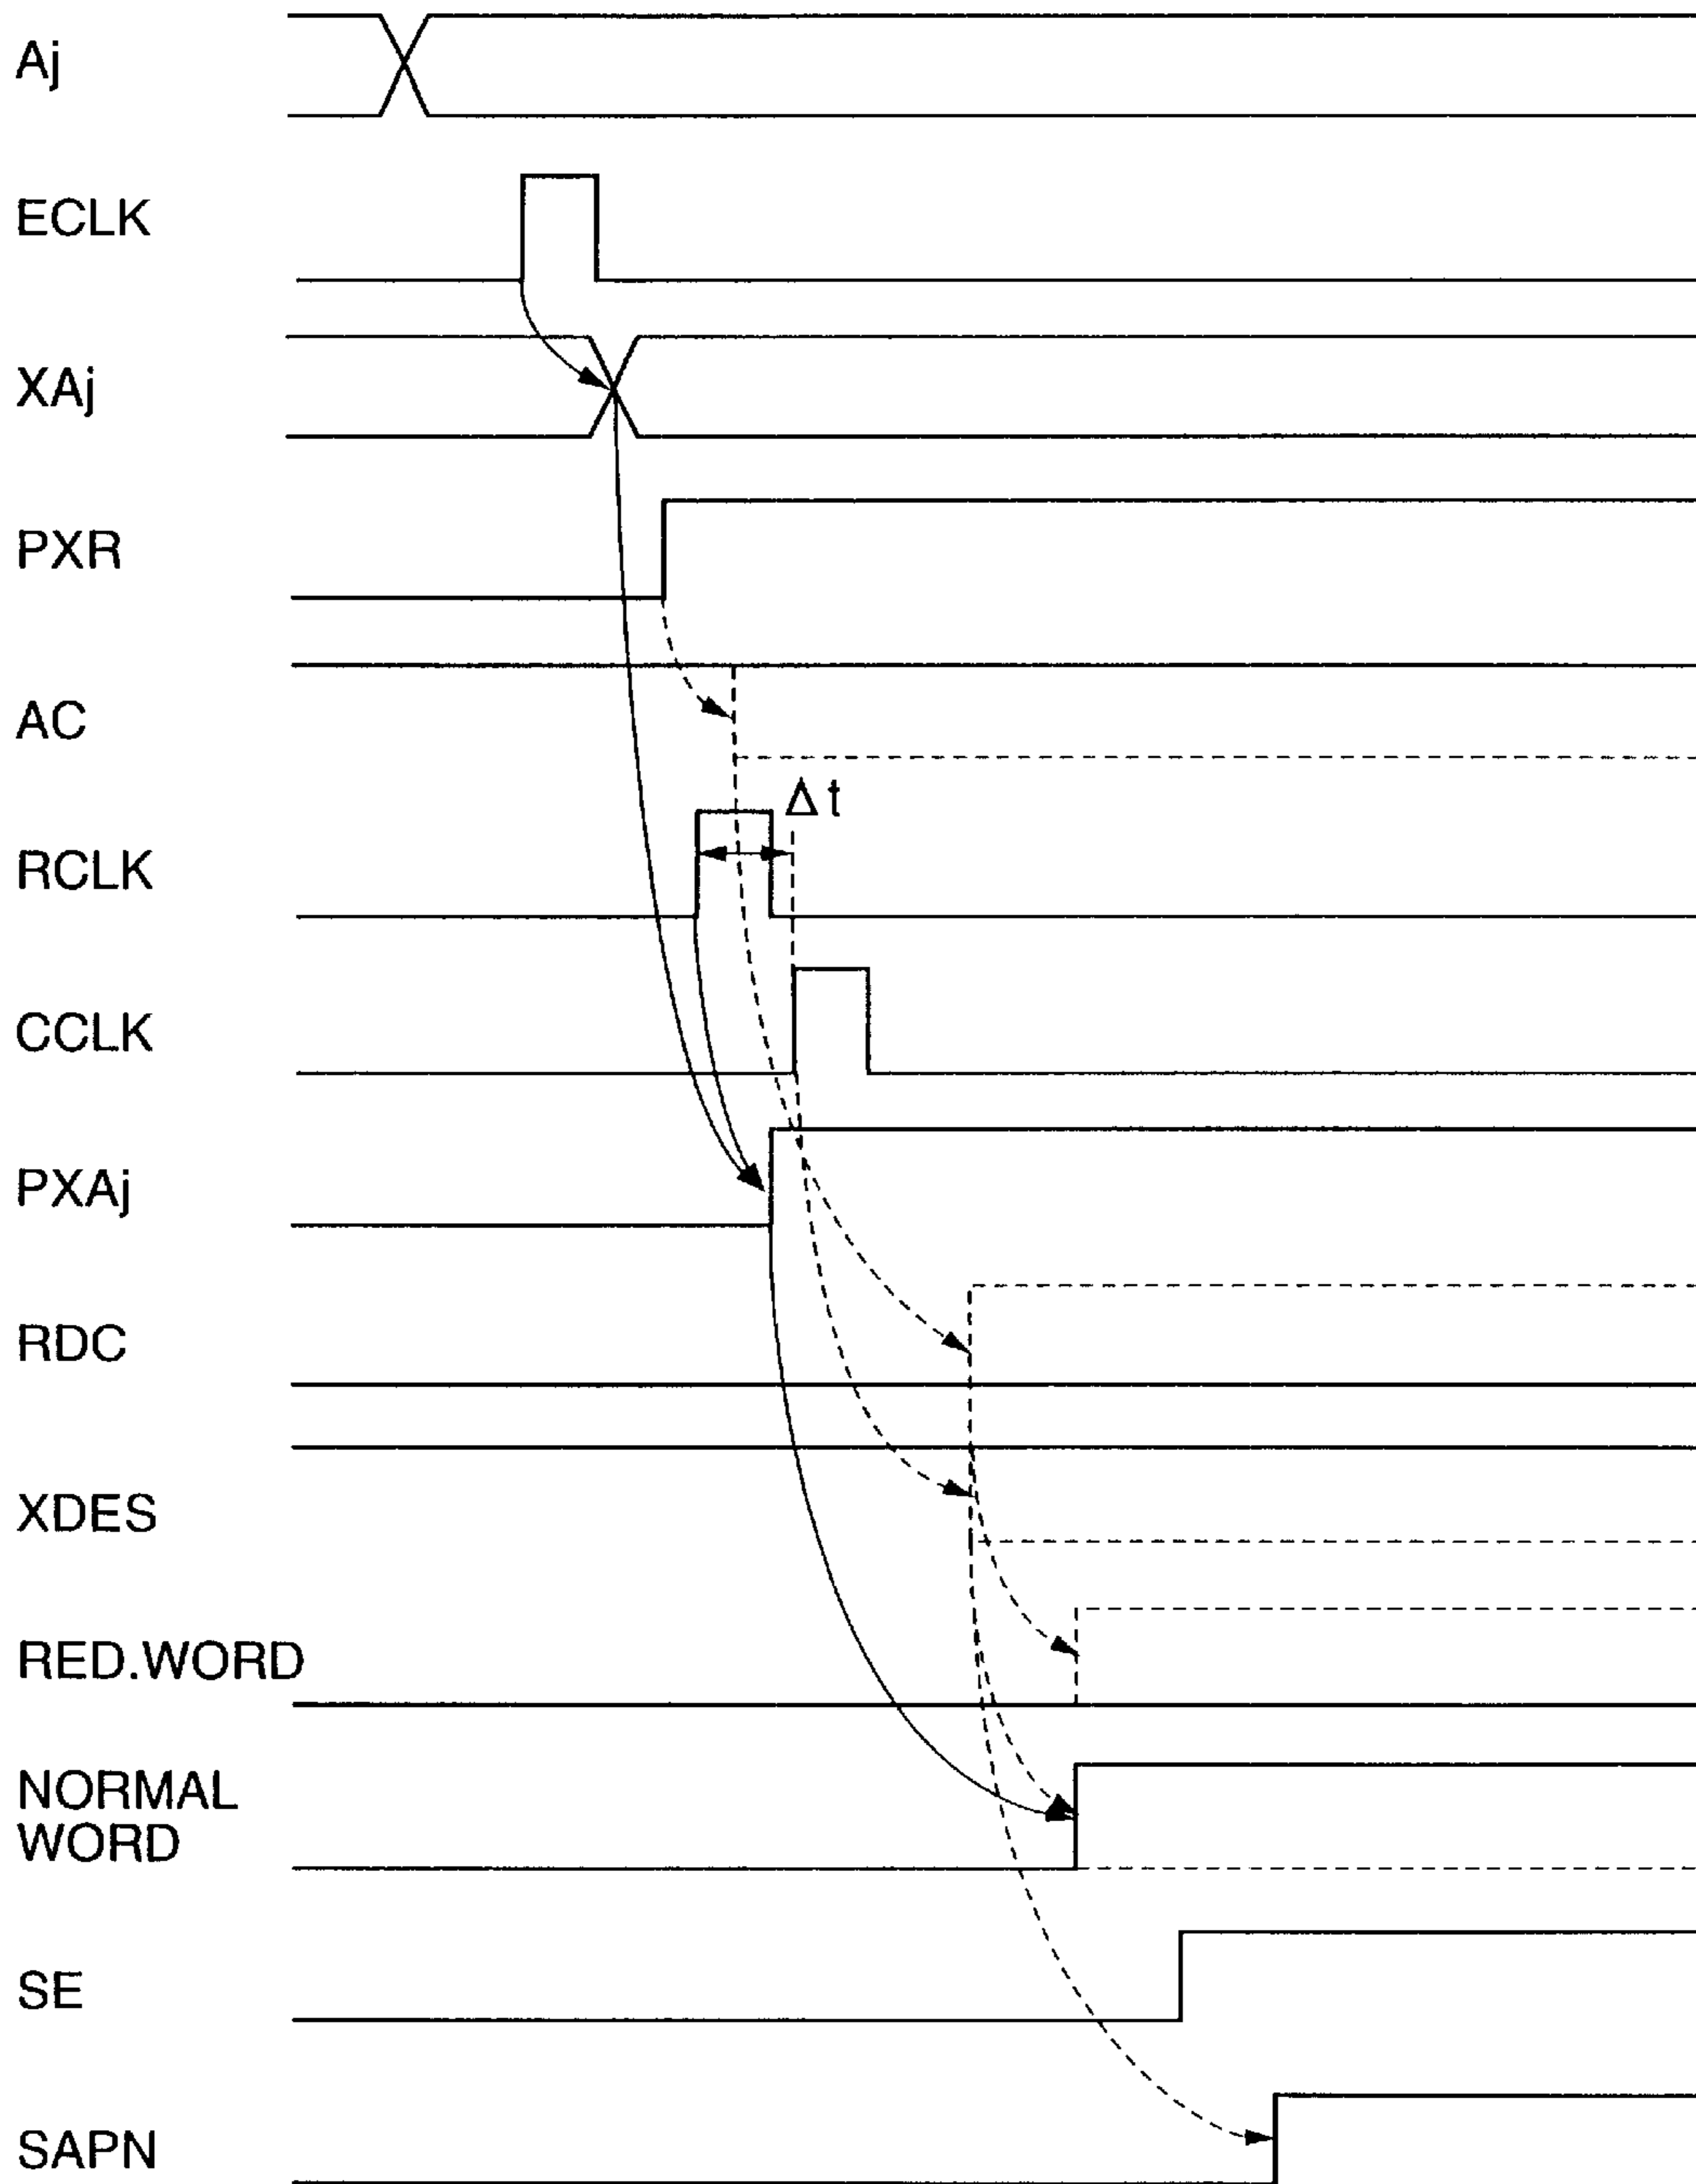 Aj
ECLK
XAj
PXR
AC
Δt
RCLK
CCLK
PXAj
RDC
XDES
RED.WORD
NORMAL
WORD
SE
SAPN